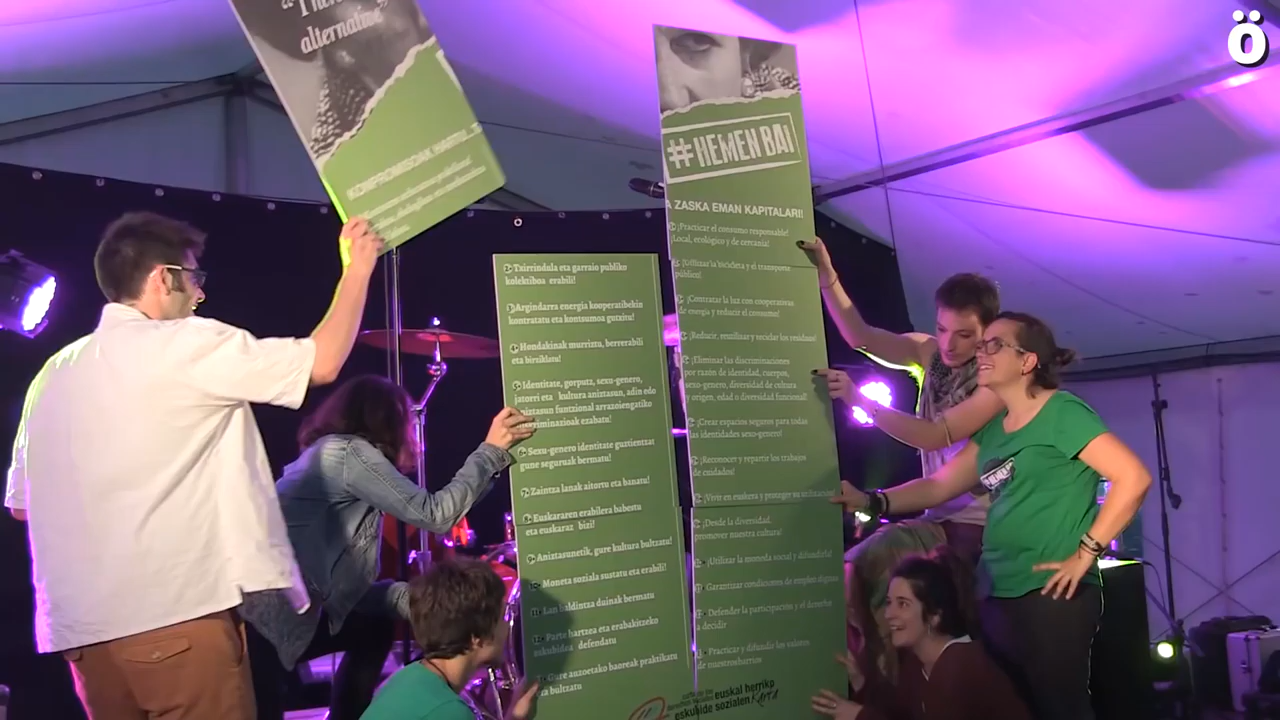 alternative"
KONPROMISOAK HARTU
ö
# HEMEN BAI
ZASKA EMAN KAPITALARI!
Txirrindula eta garraio publiko
kolektiboa erabili!
Argindarra energia kooperatibekin
kontratatu eta kontsumoa gutxitu!
Hondakinak murriztu, berrerabili
eta birziklatu!
Identitate, gorputz, sexu-genero,
jatorri eta kultura aniztasun, adin edo
aniztasun funtzional arrazoiengatiko
diskriminazioak ezabatu!
Sexu-genero identitate guztientzat
gune seguruak bermatu!
Zaintza lanak aitortu eta banatu!
Euskararen erabilera babestu
eta euskaraz bizi!
Aniztasunetik, gure kultura bultzatu!
Moneta soziala sustatu eta erabili!
Lan baldintza duinak bermatu
Parte hartzea eta erabakitzeko
eskubidea defendatu
Gure auzoetako baoreak praktikatu
eta bultzatu
¡Practicar el consumo responsable!
¡Local, ecológico y de cercanía!
¡Utilizar la bicicleta y el transporte
público!
¡Contratar la luz con cooperativas
de energía y reducir el consumo!
¡Reducir, reutilizar y reciclar los residuos!
¡Eliminar las discriminaciones
por razón de identidad, cuerpos,
sexo-genero, diversidad de cultura
y origen, edad o diversidad funcional!
¡Crear espacios seguros para todas
las identidades sexo-genero!
¡Reconocer y repartir los trabajos
de cuidados!
¡Vivir en euskera y proteger su utilización!
¡Desde la diversidad,
promover nuestra cultura!
¡Utilizar la moneda social y difundirla!
Garantizar condiciones de empleo dignas
Defender la participación y el derecho
a decidir
Practicar y difundir los valores
de nuestros barrios
euskal herriko
eskubide sozialen KARTA